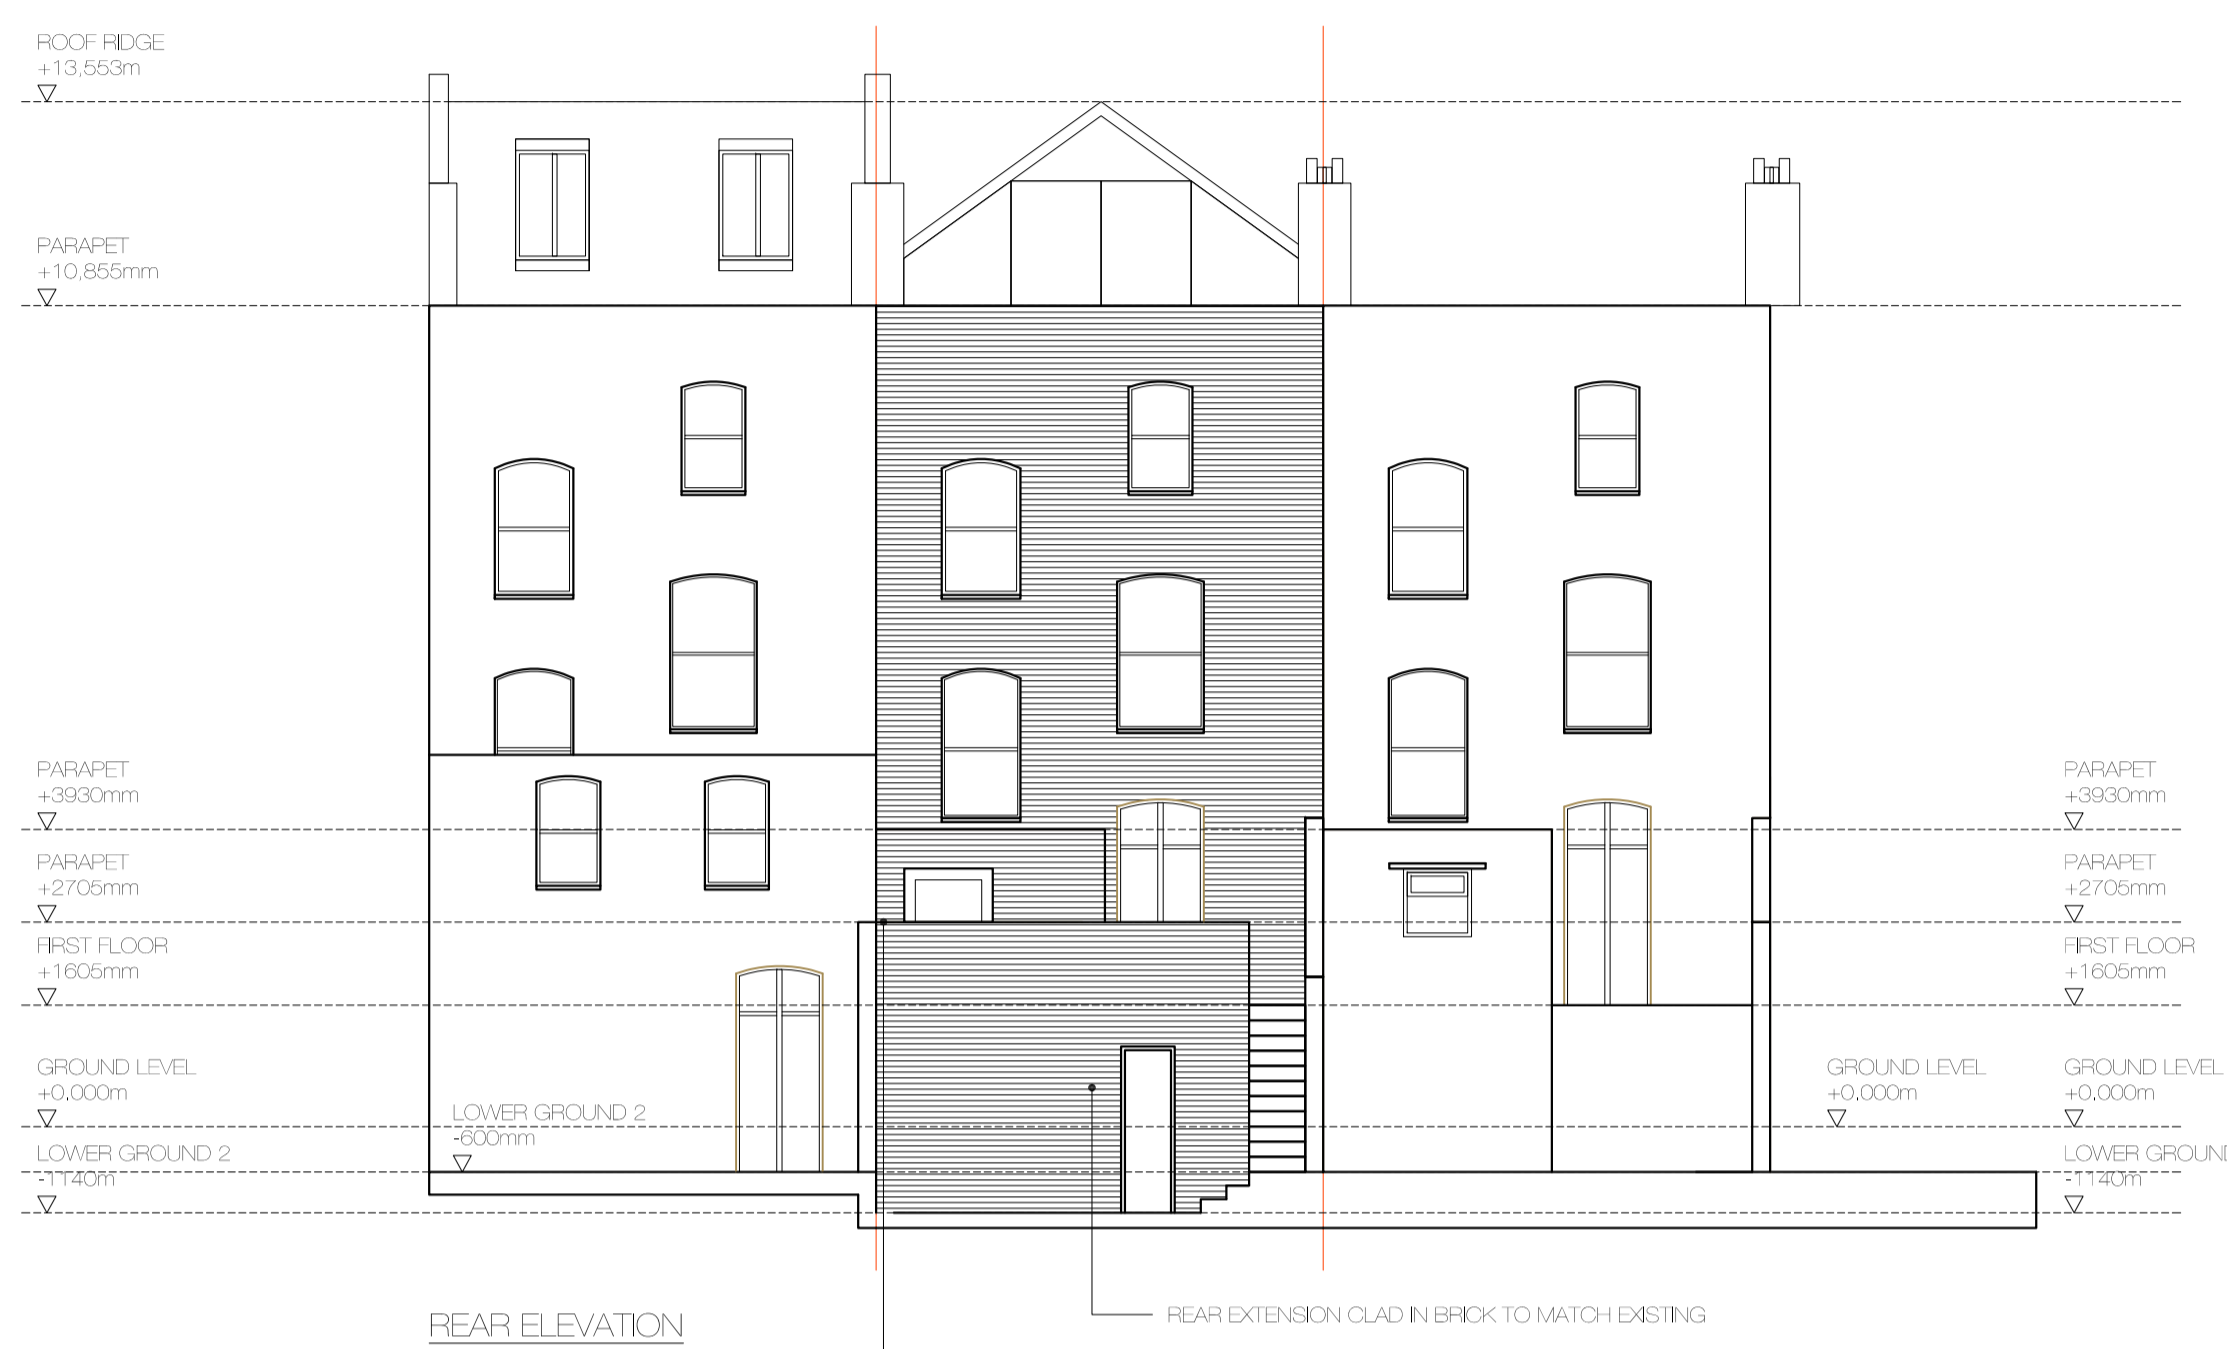 ROOF RIDGE
+13,553m
PARAPET
+10,855mm
PARAPET
+3930mm
PARAPET
+2705mm
FIRST FLOOR
+1605mm
GROUND LEVEL
+0,000m
LOWER GROUND 2
-1140m
LOWER GROUND 2
-600mm
PARAPET
+3930mm
PARAPET
+2705mm
FIRST FLOOR
+1605mm
GROUND LEVEL
+0,000m
GROUND LEVEL
+0,000m
LOWER GROUND
-1140m
REAR ELEVATION
REAR EXTENSION CLAD IN BRICK TO MATCH EXISTING